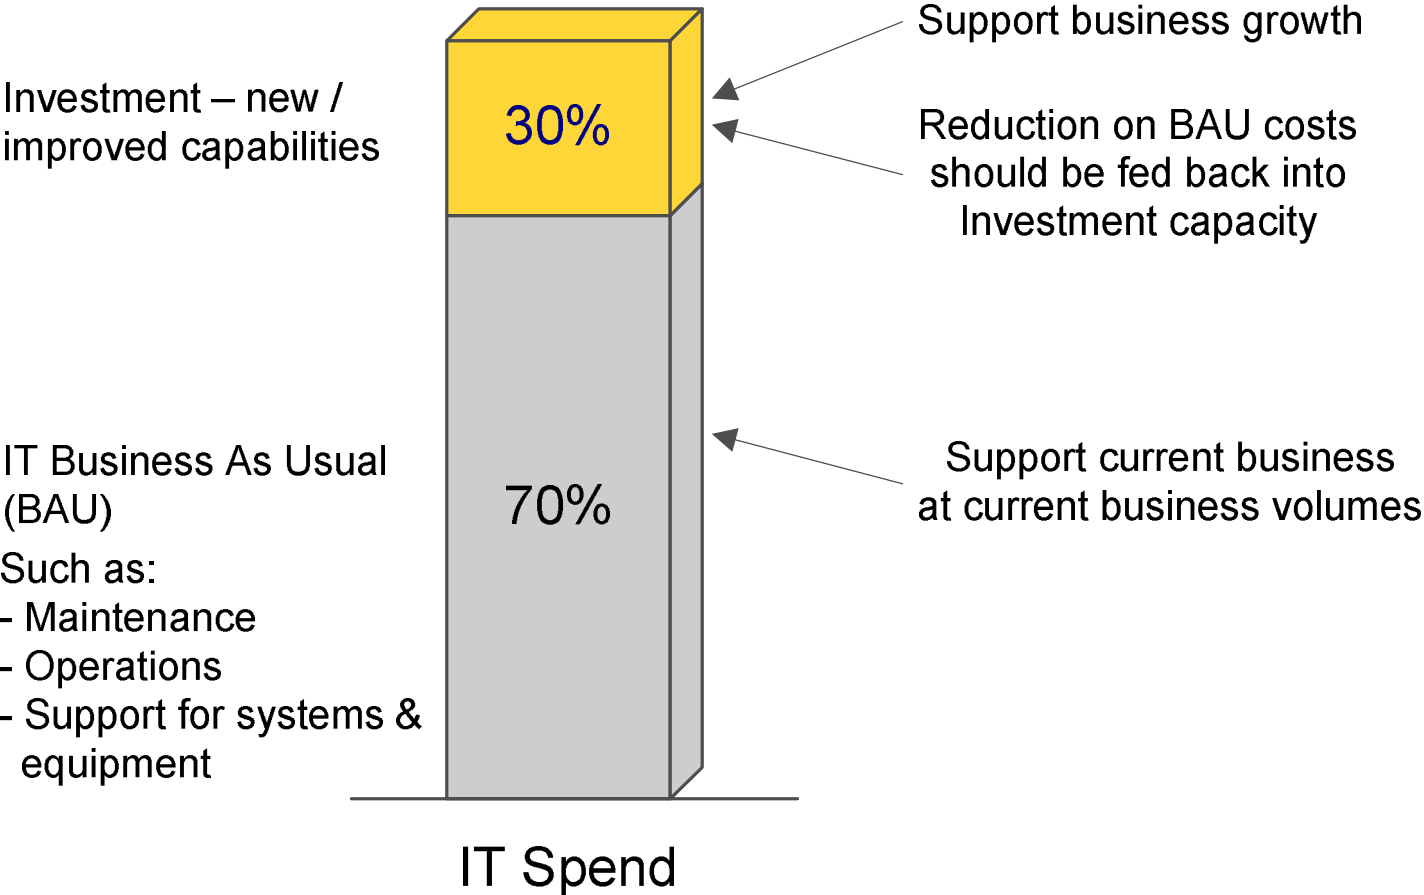 Investment – new /
improved capabilities
30%
Support business growth
Reduction on BAU costs
should be fed back into
Investment capacity
IT Business As Usual
(BAU)
Such as:
- Maintenance
- Operations
- Support for systems &
equipment
70%
Support current business
at current business volumes
IT Spend